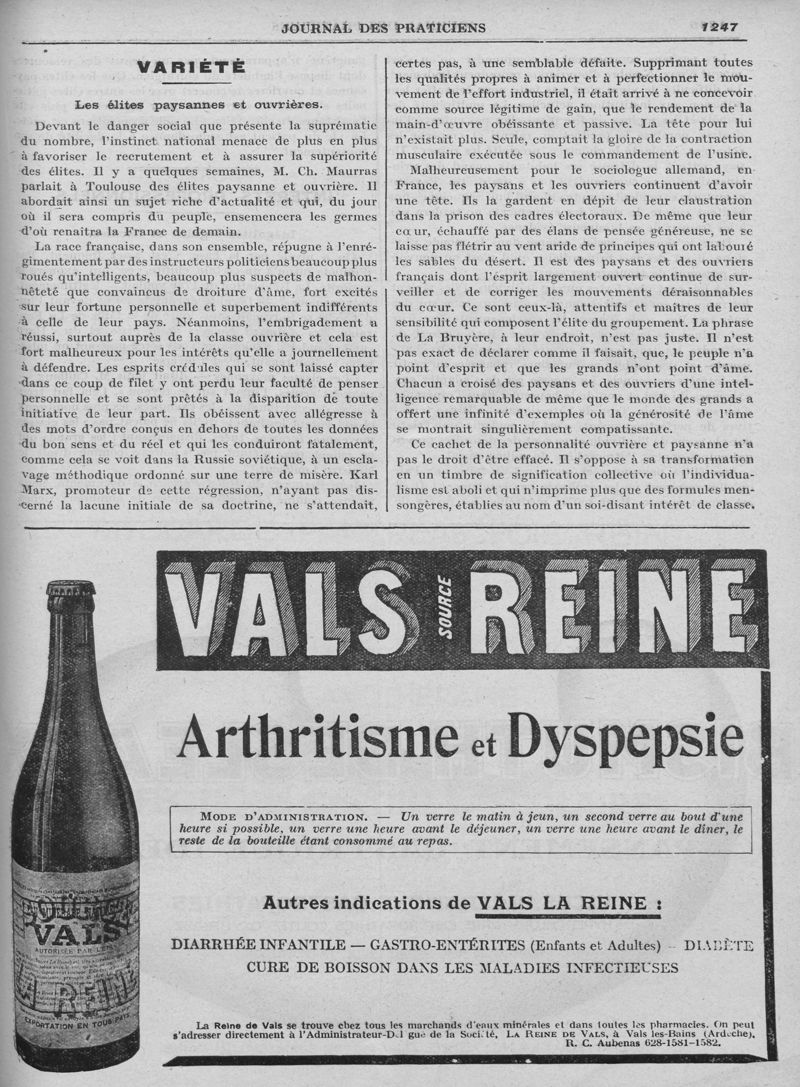 JOURNAL DES PRATICIENS 1247
VARIÉTÉ
Les élites paysannes et ouvrières.
Devant le danger social que présente la suprématie
du nombre, l'instinct national menace de plus en plus
à favoriser le recrutement et à assurer la supériorité
des élites. Il y a quelques semaines, M. Ch. Maurras
parlait à Toulouse des élites paysanne et ouvrière. Il
abordait ainsi un sujet riche d'actualité et qui, du jour
où il sera compris du peuple, ensemencera les germes
d'où renaîtra la France de demain.
La race française, dans son ensemble, répugne à l'enré-
gimentement par des instructeurs politiciens beaucoup plus
roués qu'intelligents, beaucoup plus suspects de malhon-
nêteté que convaincus de droiture d'âme, fort excités
sur leur fortune personnelle et superbement indifférents
à celle de leur pays. Néanmoins, l'embrigadement a
réussi, surtout auprès de la classe ouvrière et cela est
fort malheureux pour les intérêts qu'elle a journellement
à défendre. Les esprits crédules qui se sont laissé capter
dans ce coup de filet y ont perdu leur faculté de penser
personnelle et se sont prêtés à la disparition de toute
initiative de leur part. Ils obéissent avec allégresse à
des mots d'ordre conçus en dehors de toutes les données
du bon sens et du réel et qui les conduiront fatalement,
comme cela se voit dans la Russie soviétique, à un escla-
vage méthodique ordonné sur une terre de misère. Karl
Marx, promoteur de cette régression, n'ayant pas dis-
cerné la lacune initiale de sa doctrine, ne s'attendait,
certes pas, à une semblable défaite. Supprimant toutes
les qualités propres à animer et à perfectionner le mou-
vement de l'effort industriel, il était arrivé à ne concevoir
comme source légitime de gain, que le rendement de la
main-d'œuvre obéissante et passive. La tête pour lui
n'existait plus. Seule, comptait la gloire de la contraction
musculaire exécutée sous le commandement de l'usine.
Malheureusement pour le sociologue allemand, en
France, les paysans et les ouvriers continuent d'avoir
une tête. Ils la gardent en dépit de leur claustration
dans la prison des cadres électoraux. De même que leur
cœur, échauffé par des élans de pensée généreuse, ne se
laisse pas flétrir au vent aride de principes qui ont labouré
les sables du désert. Il est des paysans et des ouvriers
français dont l'ésprit largement ouvert continue de sur-
veiller et de corriger les mouvements déraisonnables
du cœur. Ce sont ceux-là, attentifs et maîtres de leur
sensibilité qui composent l'élite du groupement. La phrase
de La Bruyère, à leur endroit, n'est pas juste. Il n'est
pas exact de déclarer comme il faisait, que, le peuple n'a
point d'esprit et que les grands n'ont point d'âme.
Chacun a croisé des paysans et des ouvriers d'une intel-
ligence remarquable de même que le monde des grands a
offert une infinité d'exemples où la générosité de l'âme
se montrait singulièrement compatissante.
Ce cachet de la personnalité ouvrière et paysanne n'a
pas le droit d'être effacé. Il s'oppose à sa transformation
en un timbre de signification collective où l'individua-
lisme est aboli et qui n'imprime plus que des formules men-
songères, établies au nom d'un soi-disant intérêt de classe.
VALS SOURCE REINE
Arthritisme et Dyspepsie
MODE D'ADMINISTRATION. — Un verre le matin à jeun, un second verre au bout d'une
heure si possible, un verre une heure avant le déjeuner, un verre une heure avant le dîner, le
reste de la bouteille étant consommé au repas.
Autres indications de VALS LA REINE :
DIARRHÉE INFANTILE — GASTRO-ENTÉRITES (Enfants et Adultes) — DIABÈTE
CURE DE BOISSON DANS LES MALADIES INFECTIEUSES
La Reine de Vals se trouve chez tous les marchands d'eaux minérales et dans toutes les pharmacies. On peut
s'adresser directement à l'Administrateur-Délégué de la Société, LA REINE DE VALS, à Vals les-Bains (Ardèche).
R. C. Aubenas 628-1581-1582.
VALS
LA REINE
EXPORTATION EN TOUS PAYS